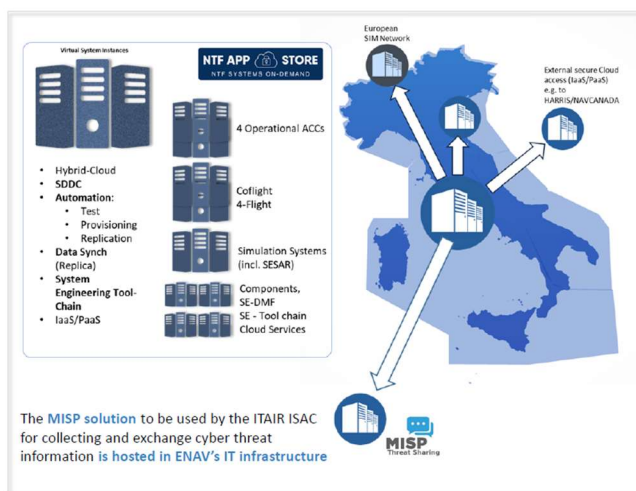 Virtual System Instances
NTF APP STORE
NTF SYSTEMS ON-DEMAND
4 Operational ACCs
Coflight
4-Flight
Simulation Systems
(incl. SESAR)
Components,
SE-DMF
SE - Tool chain
Cloud Services
• Hybrid-Cloud
• SDDC
• Automation:
• Test
• Provisioning
• Replication
• Data Synch
(Replica)
• System
Engineering Tool-
Chain
• IaaS/PaaS
European
SIM Network
External secure Cloud
access (IaaS/PaaS)
e.g. to
HARRIS/NAVCANADA
The MISP solution to be used by the ITAIR ISAC
for collecting and exchange cyber threat
information is hosted in ENAV's IT infrastructure
MISP
Threat Sharing